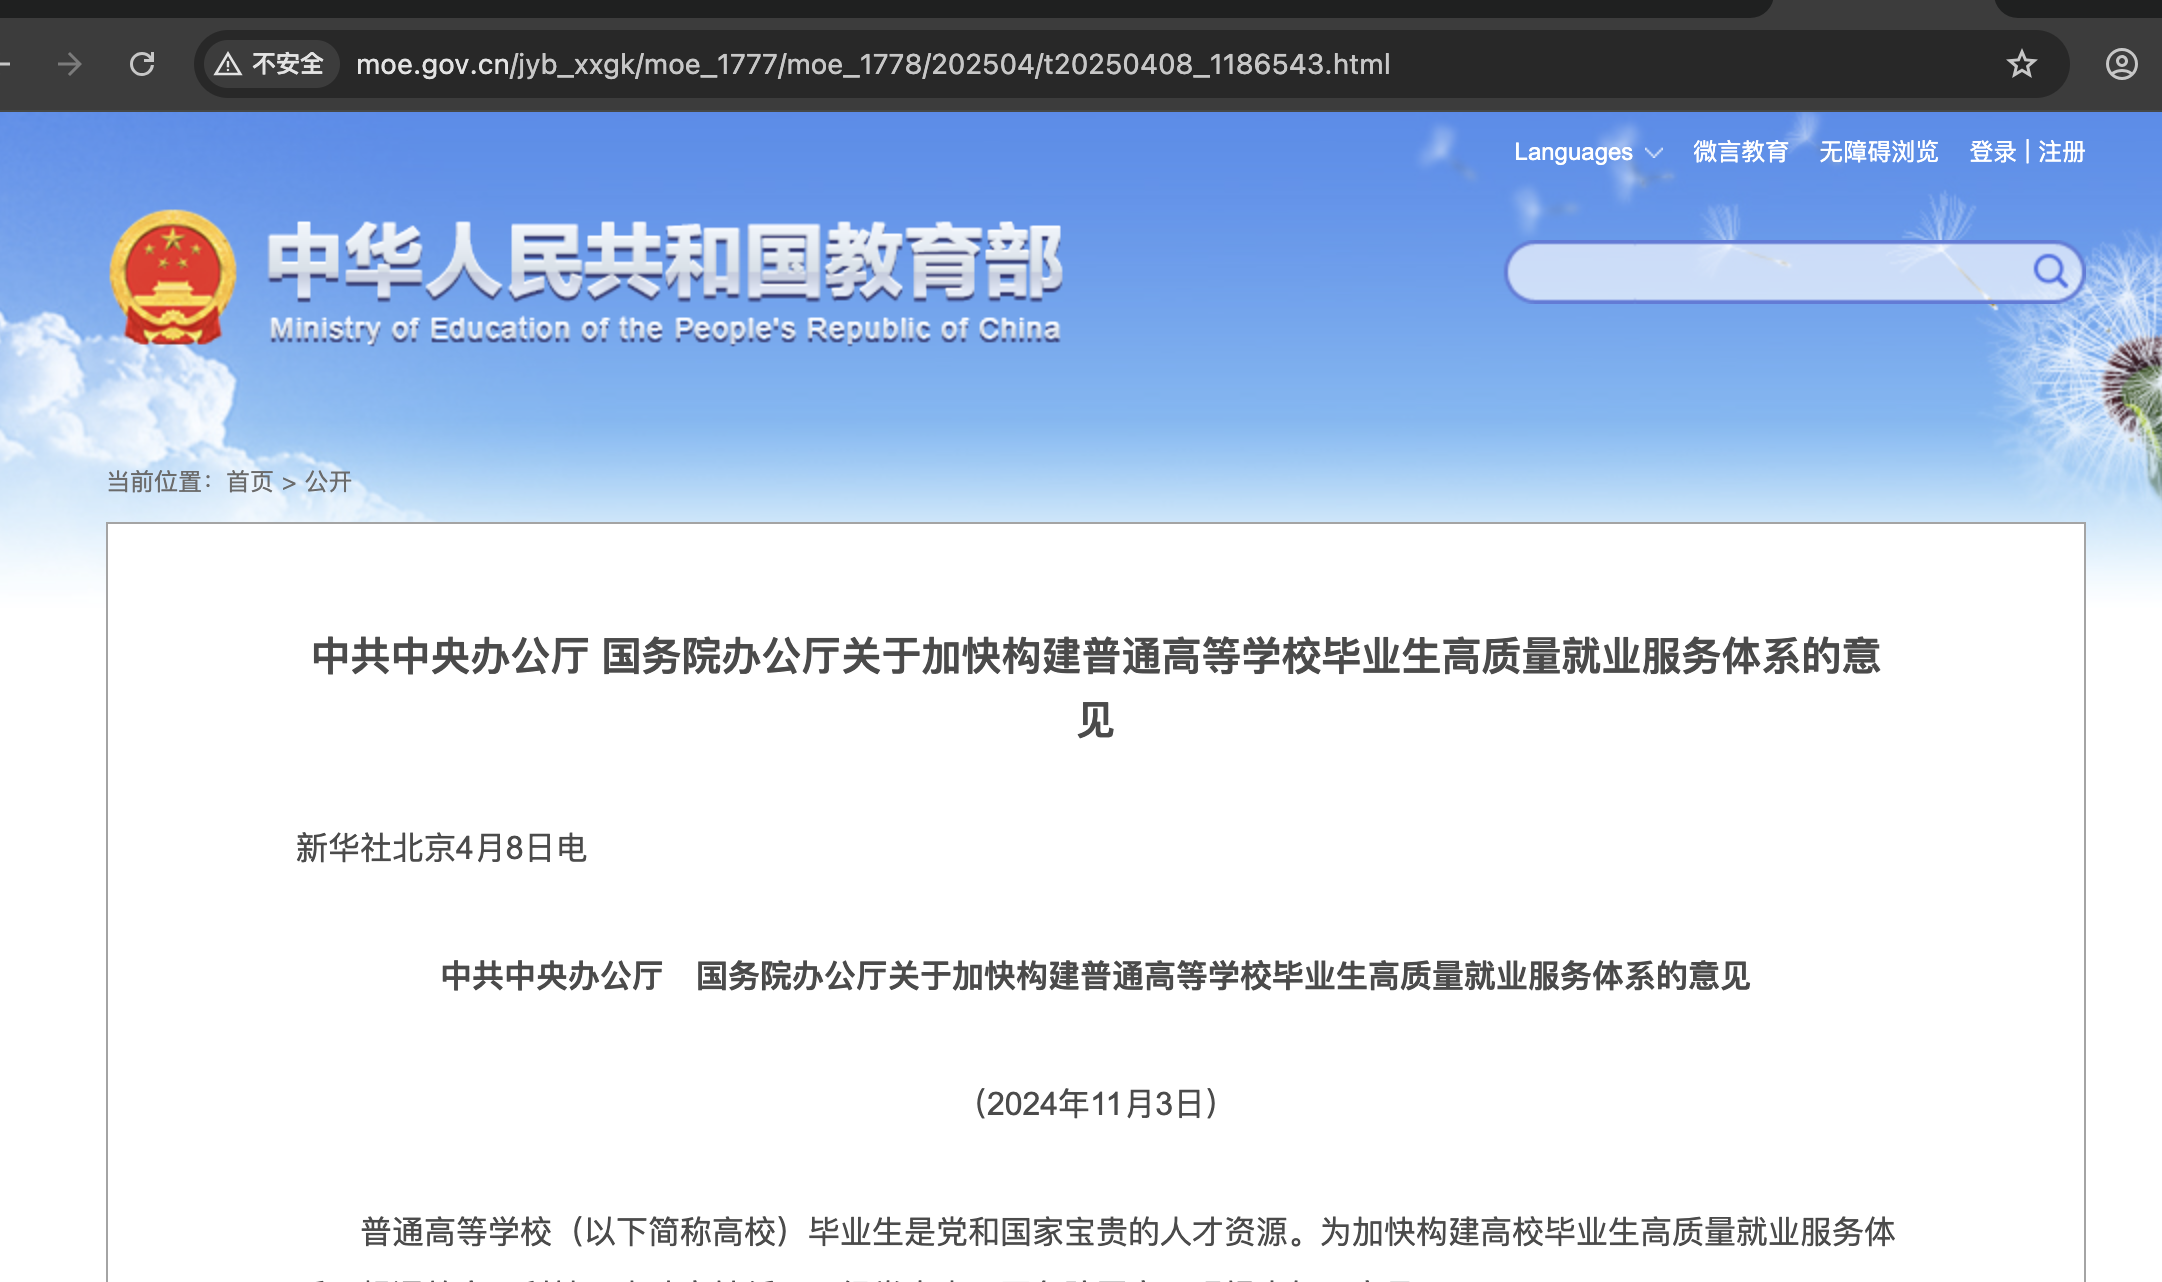 不安全 moe.gov.cn/jyb_xxgk/moe_1777/moe_1778/202504/t20250408_1186543.html
Languages 微言教育 无障碍浏览 登录 | 注册
中华人民共和国教育部
Ministry of Education of the People's Republic of China
当前位置：首页 > 公开
中共中央办公厅 国务院办公厅关于加快构建普通高等学校毕业生高质量就业服务体系的意
见
新华社北京4月8日电
中共中央办公厅　国务院办公厅关于加快构建普通高等学校毕业生高质量就业服务体系的意见
（2024年11月3日）
普通高等学校（以下简称高校）毕业生是党和国家宝贵的人才资源。为加快构建高校毕业生高质量就业服务体